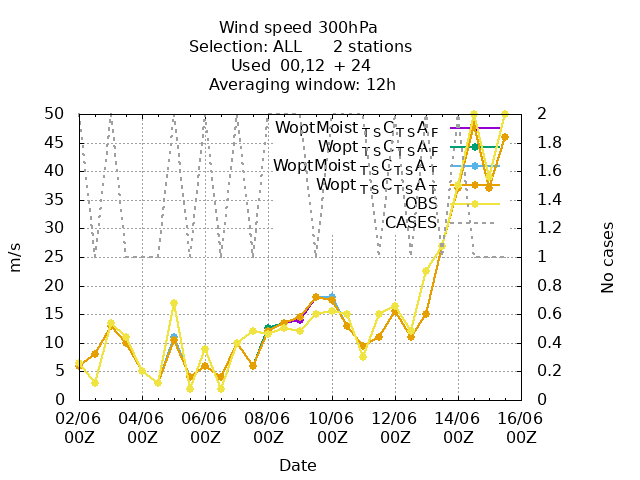 Wind speed 300hPa
Selection: ALL 2 stations
Used 00,12 + 24
Averaging window: 12h
50 2
WoptMoist TSCTSAF
45 1.8
Wopt TSCTSAF
40 1.6
WoptMoist TSCTSAT
35 1.4
Wopt TSCTSAT
OBS
30 1.2
CASES
25 1
20 0.8
15 0.6
10 0.4
5 0.2
0 0
m/s
No cases
02/06 04/06 06/06 08/06 10/06 12/06 14/06 16/06
00Z 00Z 00Z 00Z 00Z 00Z 00Z 00Z
Date